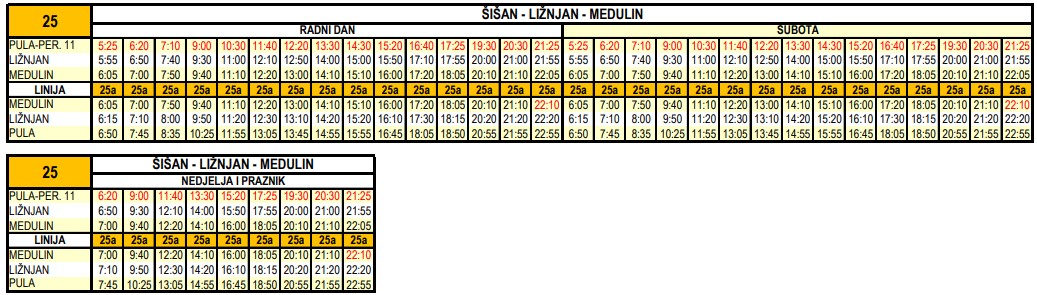 25
ŠIŠAN - LIŽNJAN - MEDULIN
RADNI DAN SUBOTA
PULA-PER. 11 5:25 6:20 7:10 9:00 10:30 11:40 12:20 13:30 14:30 15:20 16:40 17:25 19:30 20:30 21:25 5:25 6:20 7:10 9:00 10:30 11:40 12:20 13:30 14:30 15:20 16:40 17:25 19:30 20:30 21:25
LIŽNJAN 5:55 6:50 7:40 9:30 11:00 12:10 12:50 14:00 15:00 15:50 17:10 17:55 20:00 21:00 21:55 5:55 6:50 7:40 9:30 11:00 12:10 12:50 14:00 15:00 15:50 17:10 17:55 20:00 21:00 21:55
MEDULIN 6:05 7:00 7:50 9:40 11:10 12:20 13:00 14:10 15:10 16:00 17:20 18:05 20:10 21:10 22:05 6:05 7:00 7:50 9:40 11:10 12:20 13:00 14:10 15:10 16:00 17:20 18:05 20:10 21:10 22:05
LINIJA 25a 25a 25a 25a 25a 25a 25a 25a 25a 25a 25a 25a 25a 25a 25a 25a 25a 25a 25a 25a 25a 25a 25a 25a 25a 25a 25a 25a 25a 25a
MEDULIN 6:05 7:00 7:50 9:40 11:10 12:20 13:00 14:10 15:10 16:00 17:20 18:05 20:10 21:10 22:10 6:05 7:00 7:50 9:40 11:10 12:20 13:00 14:10 15:10 16:00 17:20 18:05 20:10 21:10 22:10
LIŽNJAN 6:15 7:10 8:00 9:50 11:20 12:30 13:10 14:20 15:20 16:10 17:30 18:15 20:20 21:20 22:20 6:15 7:10 8:00 9:50 11:20 12:30 13:10 14:20 15:20 16:10 17:30 18:15 20:20 21:20 22:20
PULA 6:50 7:45 8:35 10:25 11:55 13:05 13:45 14:55 15:55 16:45 18:05 18:50 20:55 21:55 22:55 6:50 7:45 8:35 10:25 11:55 13:05 13:45 14:55 15:55 16:45 18:05 18:50 20:55 21:55 22:55
25
ŠIŠAN - LIŽNJAN - MEDULIN
NEDJELJA I PRAZNIK
PULA-PER. 11 6:20 9:00 11:40 13:30 15:20 17:25 19:30 20:30 21:25
LIŽNJAN 6:50 9:30 12:10 14:00 15:50 17:55 20:00 21:00 21:55
MEDULIN 7:00 9:40 12:20 14:10 16:00 18:05 20:10 21:10 22:05
LINIJA 25a 25a 25a 25a 25a 25a 25a 25a 25a
MEDULIN 7:00 9:40 12:20 14:10 16:00 18:05 20:10 21:10 22:10
LIŽNJAN 7:10 9:50 12:30 14:20 16:10 18:15 20:20 21:20 22:20
PULA 7:45 10:25 13:05 14:55 16:45 18:50 20:55 21:55 22:55